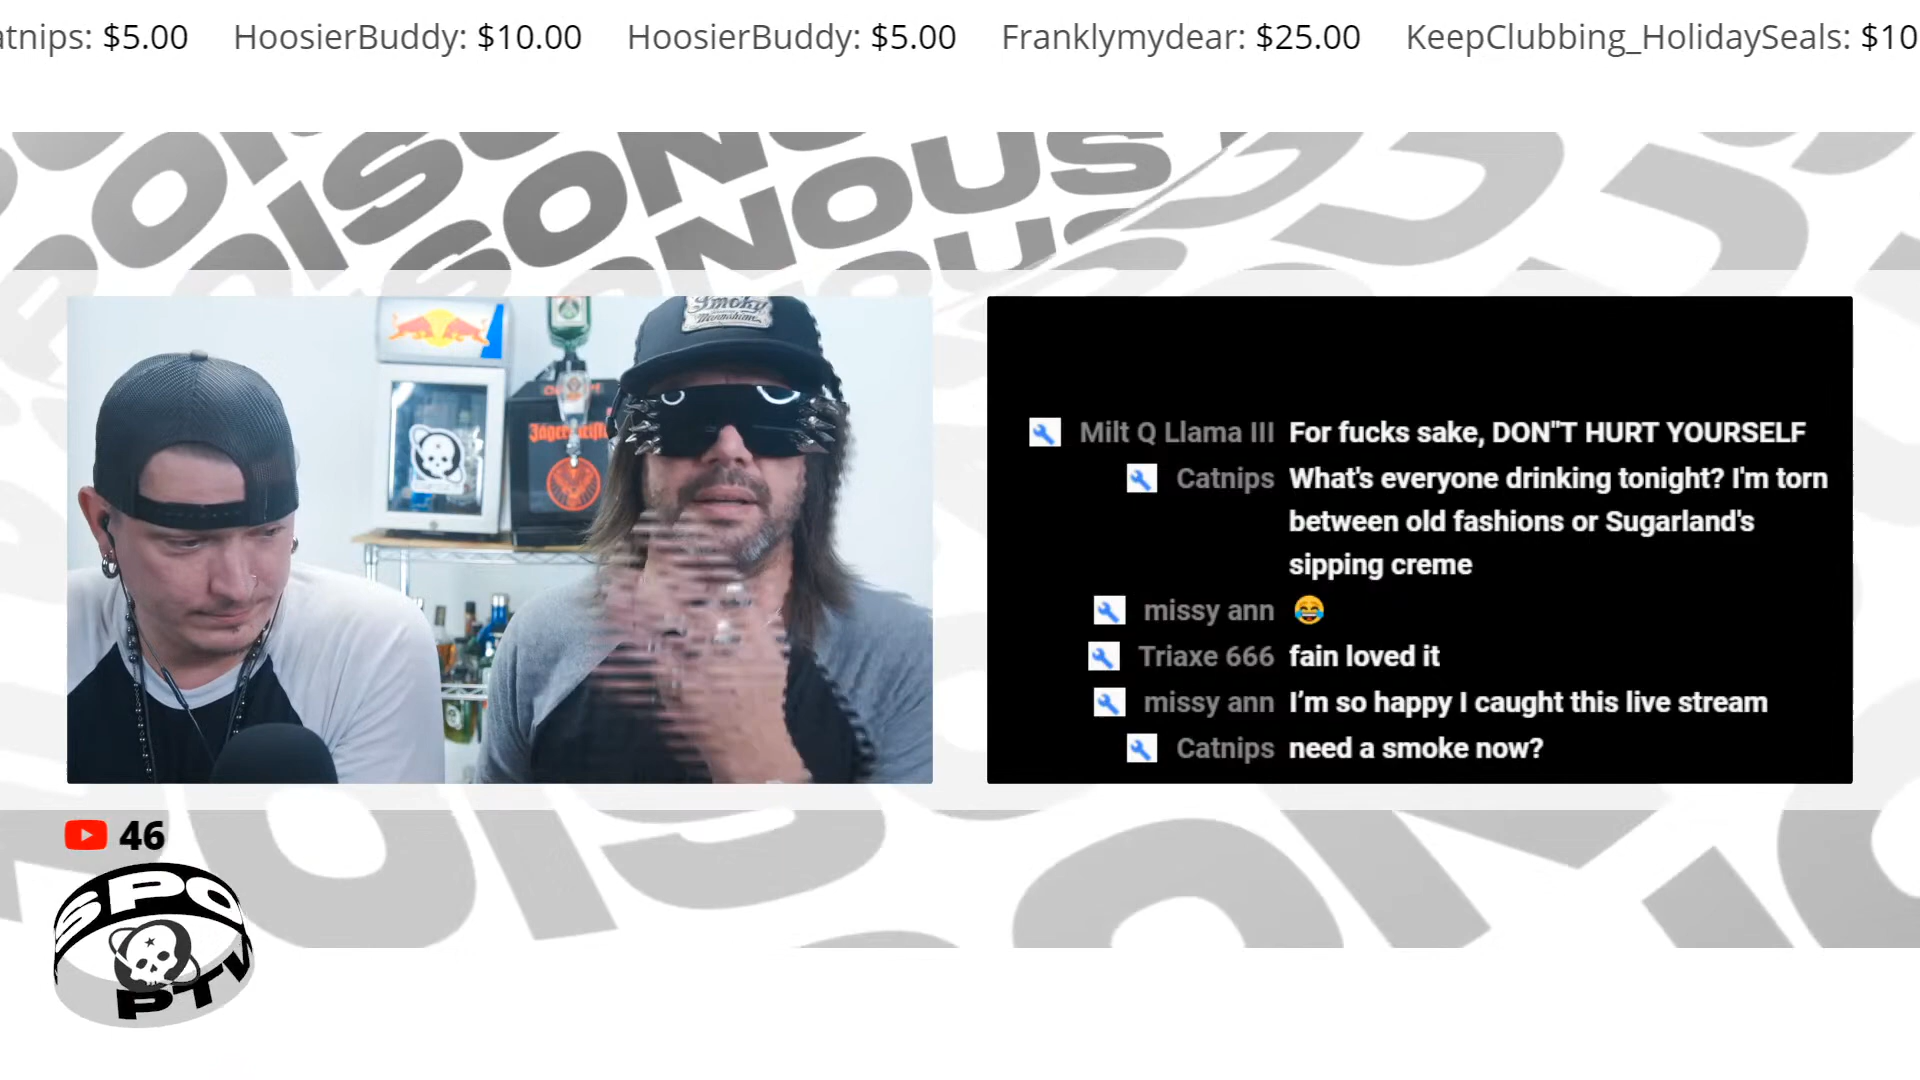 tnips: $5.00 HoosierBuddy: $10.00 HoosierBuddy: $5.00 Franklymydear: $25.00 KeepClubbing_HolidaySeals: $10
SONOUS
Smoky
Jägermeist
Milt Q Llama III For fucks sake, DON"T HURT YOURSELF
Catnips What's everyone drinking tonight? I'm torn
between old fashions or Sugarland's
sipping creme
missy ann 😂
Triaxe 666 fain loved it
missy ann I’m so happy I caught this live stream
Catnips need a smoke now?
46
SPO
PTV